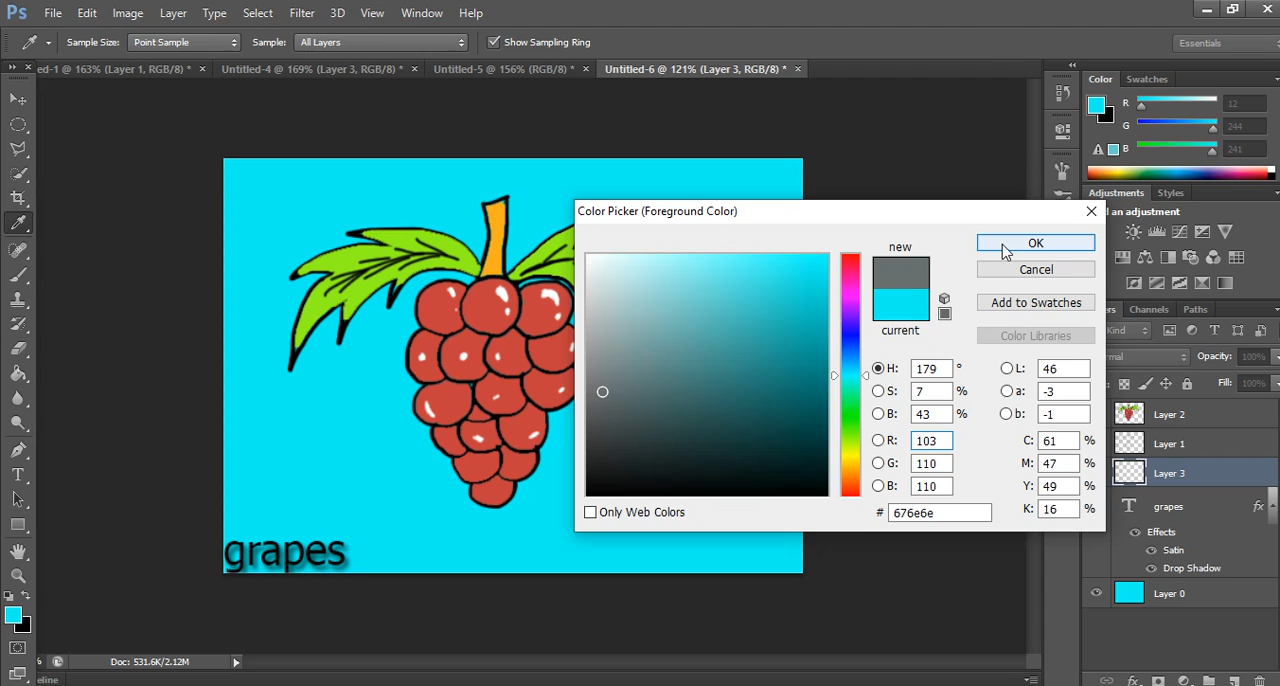 Ps File Edit Image Layer Type Select Filter 3D View Window Help
Sample Size: Point Sample Sample: All Layers Show Sampling Ring Essentials
ed-1 @ 163% (Layer 1, RGB/8) * × Untitled-4 @ 169% (Layer 3, RGB/8) * × Untitled-5 @ 156% (RGB/8) * × Untitled-6 @ 121% (Layer 3, RGB/8) * ×
Color Swatches
R 12
G 244
B 241
Adjustments Styles
d an adjustment
ers Channels Paths
Kind
mal Opacity: 100%
Fill: 100%
Layer 2
Layer 1
Layer 3
T grapes fx
Effects
Satin
Drop Shadow
Layer 0
Color Picker (Foreground Color)
new
current
OK
Cancel
Add to Swatches
Color Libraries
H: 179 ° L: 46
S: 7 % a: -3
B: 43 % b: -1
R: 103 C: 61 %
G: 110 M: 47 %
B: 110 Y: 49 %
# 676e6e K: 16 %
Only Web Colors
grapes
% Doc: 531.6K/2.12M
eline